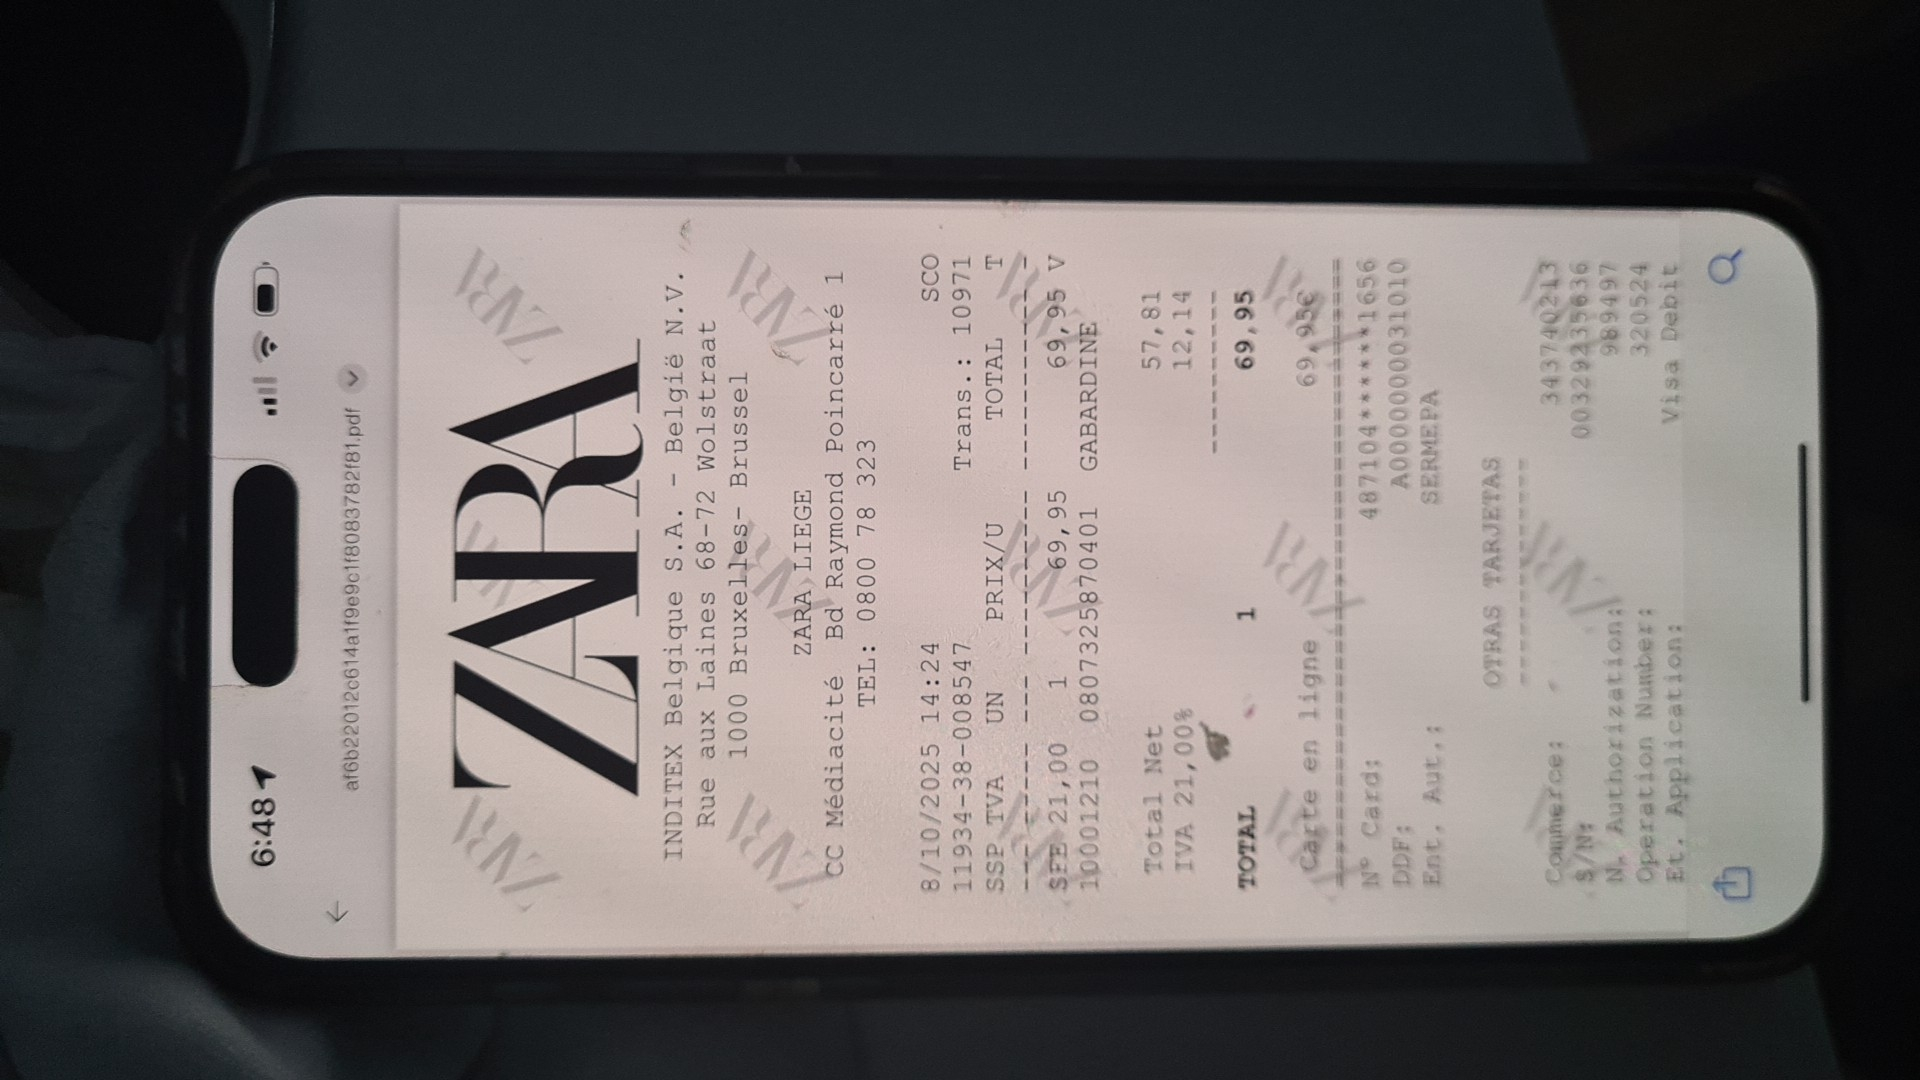 6:48
af6b22012c614a1f9e9c1f8083782f81.pdf
ZARA
INDITEX Belgique S.A. - België N.V.
Rue aux Laines 68-72 Wolstraat
1000 Bruxelles- Brussel
ZARA LIEGE
CC Médiacité Bd Raymond Poincarré 1
TEL: 0800 78 323
8/10/2025 14:24 SCO
11934-38-008547 Trans.: 10971
SSP TVA UN PRIX/U TOTAL T
SFE 21,00 1 69,95 69,95 V
10001210 0807325870401 GABARDINE
Total Net 57,81
IVA 21,00% 12,14
TOTAL 1 69,95
Carte en ligne 69,95€
Nº Card: 487104******1656
DDF: A0000000031010
Ent. Aut.: SERMEPA
OTRAS TARJETAS
Commerce: 343740213
S/N: 00329235636
N. Authorization: 989497
Operation Number: 320524
Et. Application: Visa Debit